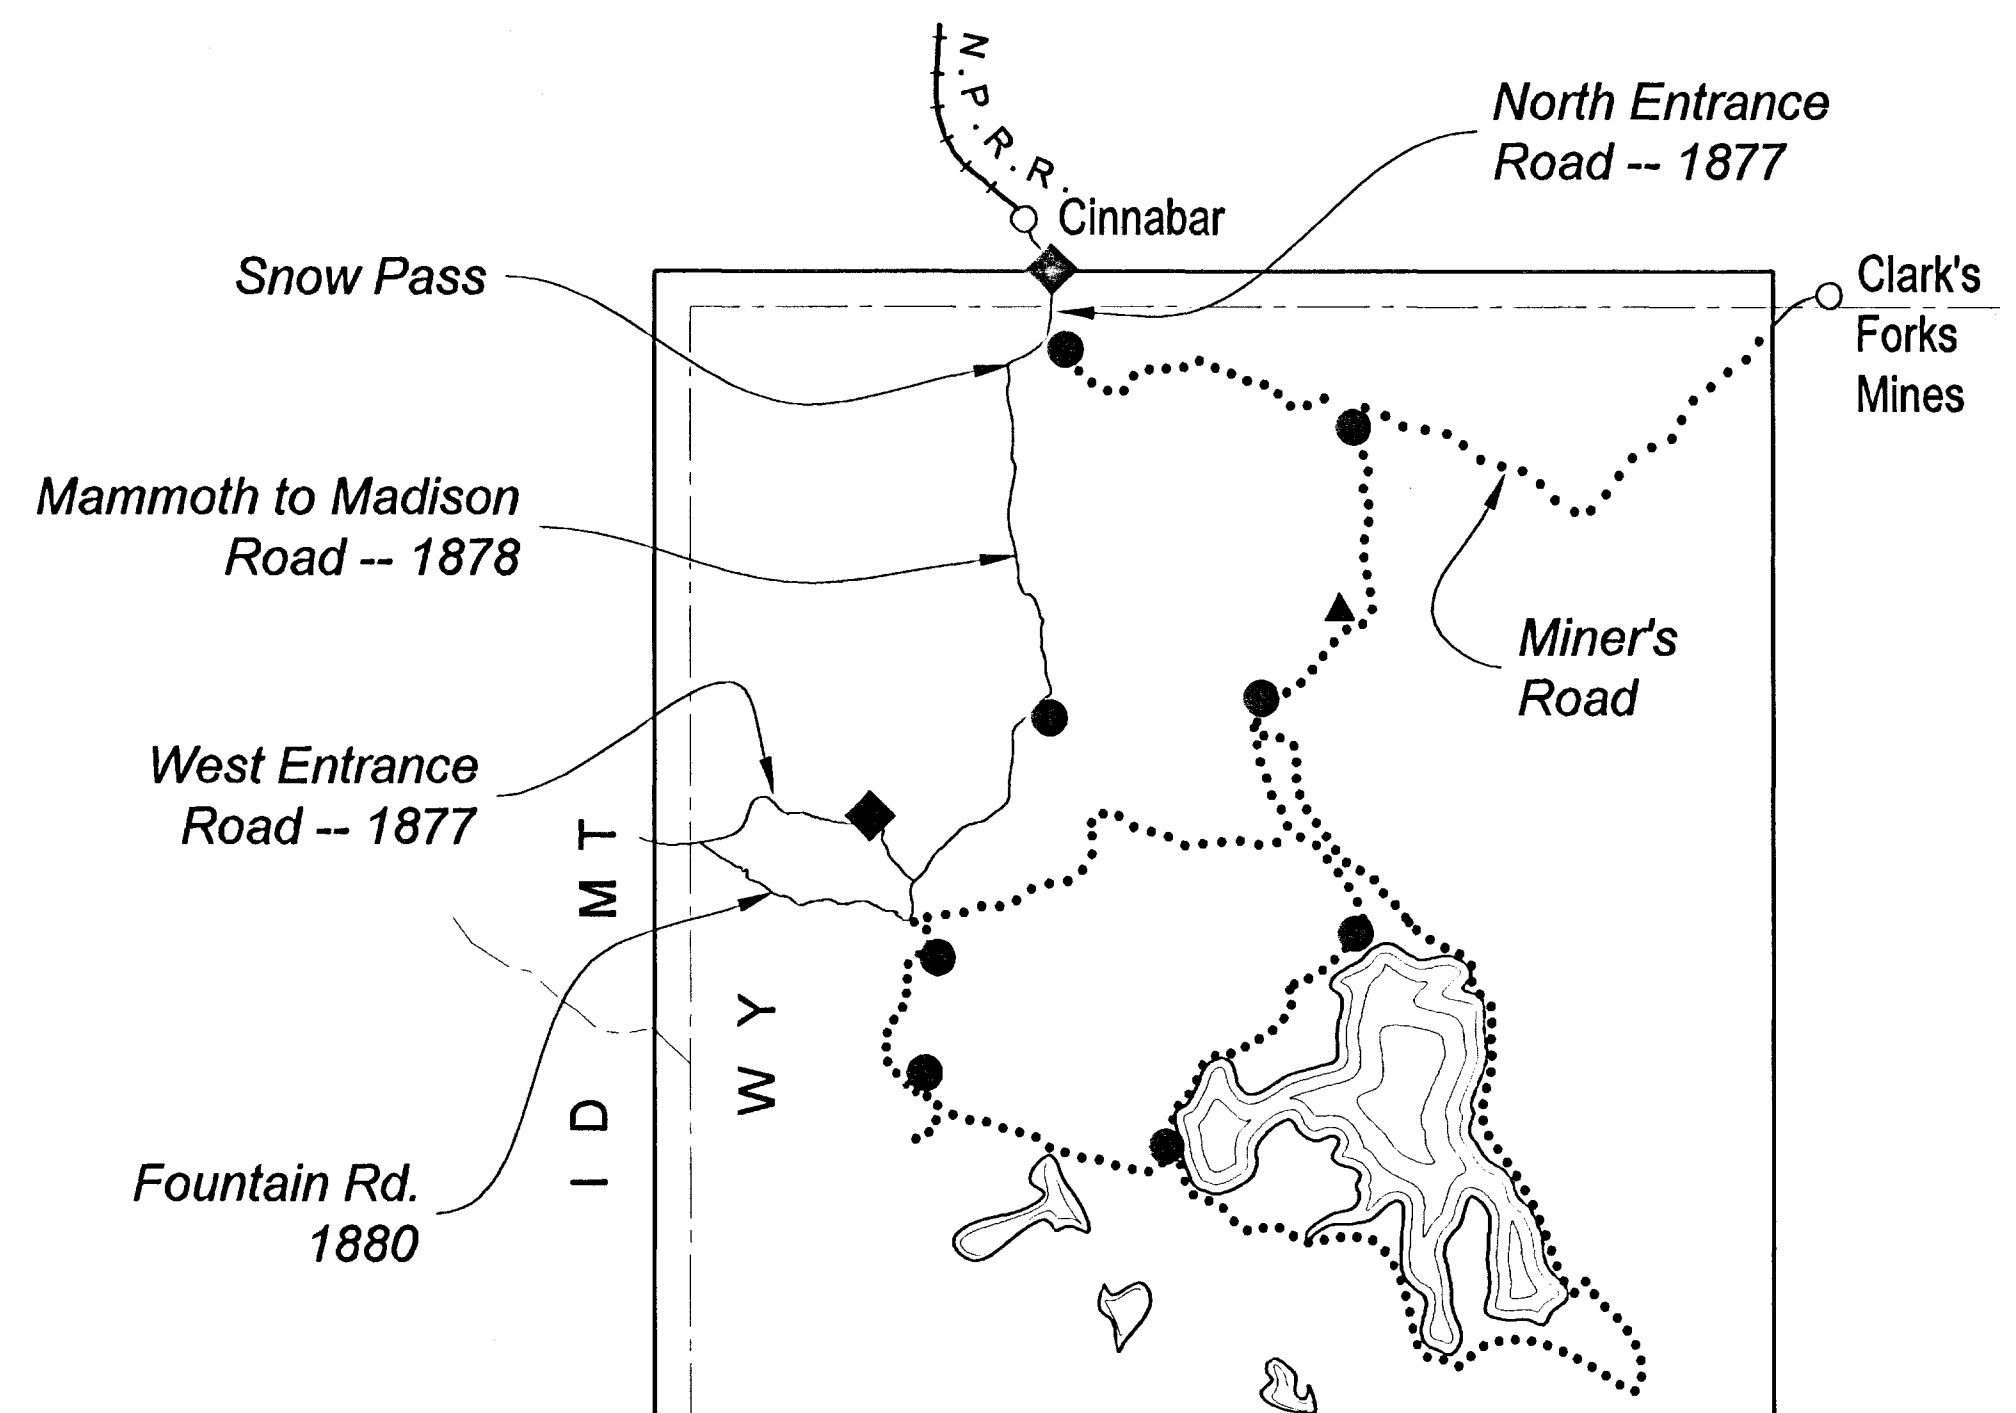 N.P.R.R.
North Entrance
Road -- 1877
Cinnabar
Snow Pass
Clark's
Forks
Mines
Mammoth to Madison
Road -- 1878
Miner's
Road
West Entrance
Road -- 1877
MT
WY
ID
Fountain Rd.
1880